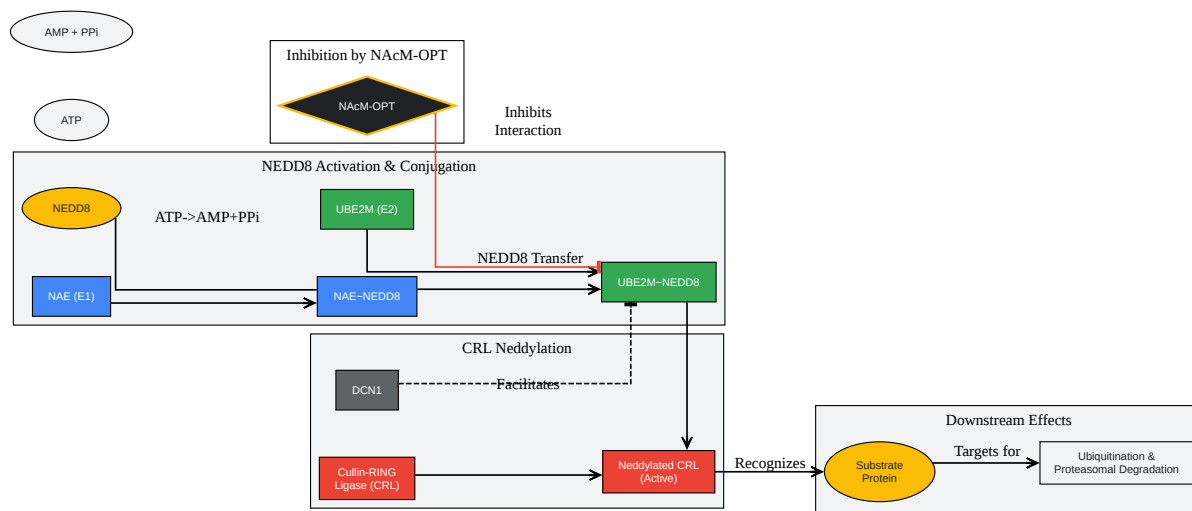 AMP + PPi
Inhibition by NAcM-OPT
NAcM-OPT
ATP
Inhibits
Interaction
NEDD8 Activation & Conjugation
NEDD8
ATP->AMP+PPi
UBE2M (E2)
NEDD8 Transfer
NAE (E1)
NAE~NEDD8
UBE2M~NEDD8
CRL Neddylation
DCN1
Facilitates
Cullin-RING
Ligase (CRL)
Neddylated CRL
(Active)
Recognizes
Downstream Effects
Substrate
Protein
Targets for
Ubiquitination &
Proteasomal Degradation